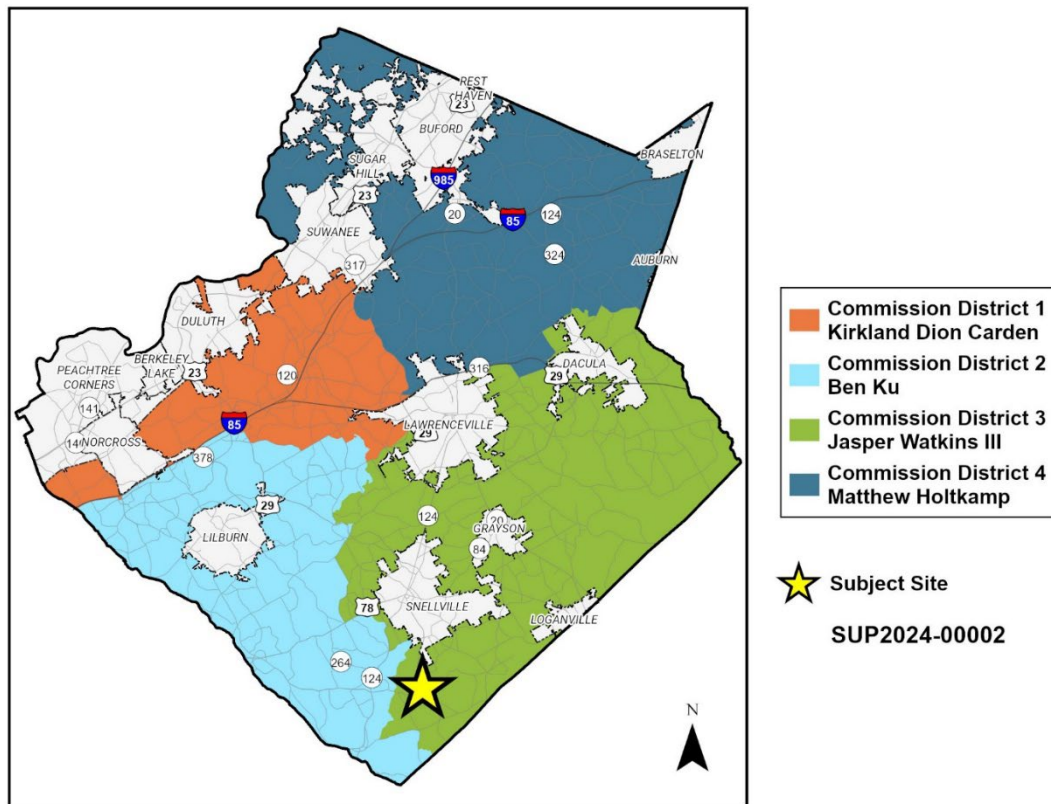 REST
HAVEN
23
BUFORD
BRASELTON
SUGAR
HILL
985
23
20
85
124
SUWANEE
324
317
AUBURN
DULUTH
BERKELEY
LAKE
23
PEACHTREE
CORNERS
120
316
29
DACULA
141
LAWRENCEVILLE
85
29
14
NORCROSS
378
29
LILBURN
124
20
GRAYSON
84
78
SNELLVILLE
LOGANVILLE
264
124
N
Commission District 1
Kirkland Dion Carden
Commission District 2
Ben Ku
Commission District 3
Jasper Watkins III
Commission District 4
Matthew Holtkamp
Subject Site
SUP2024-00002